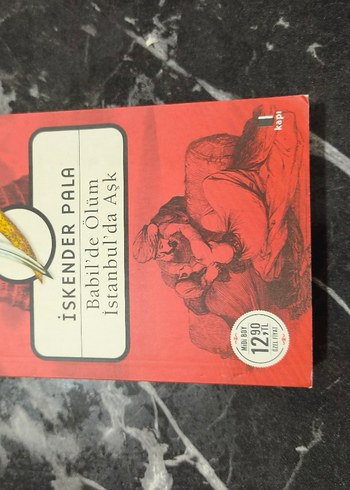 İSKENDER PALA
Babil'de Ölüm
İstanbul'da Aşk
kapı
MİDİ BOY
12,90 TL
ÖZEL FİYAT